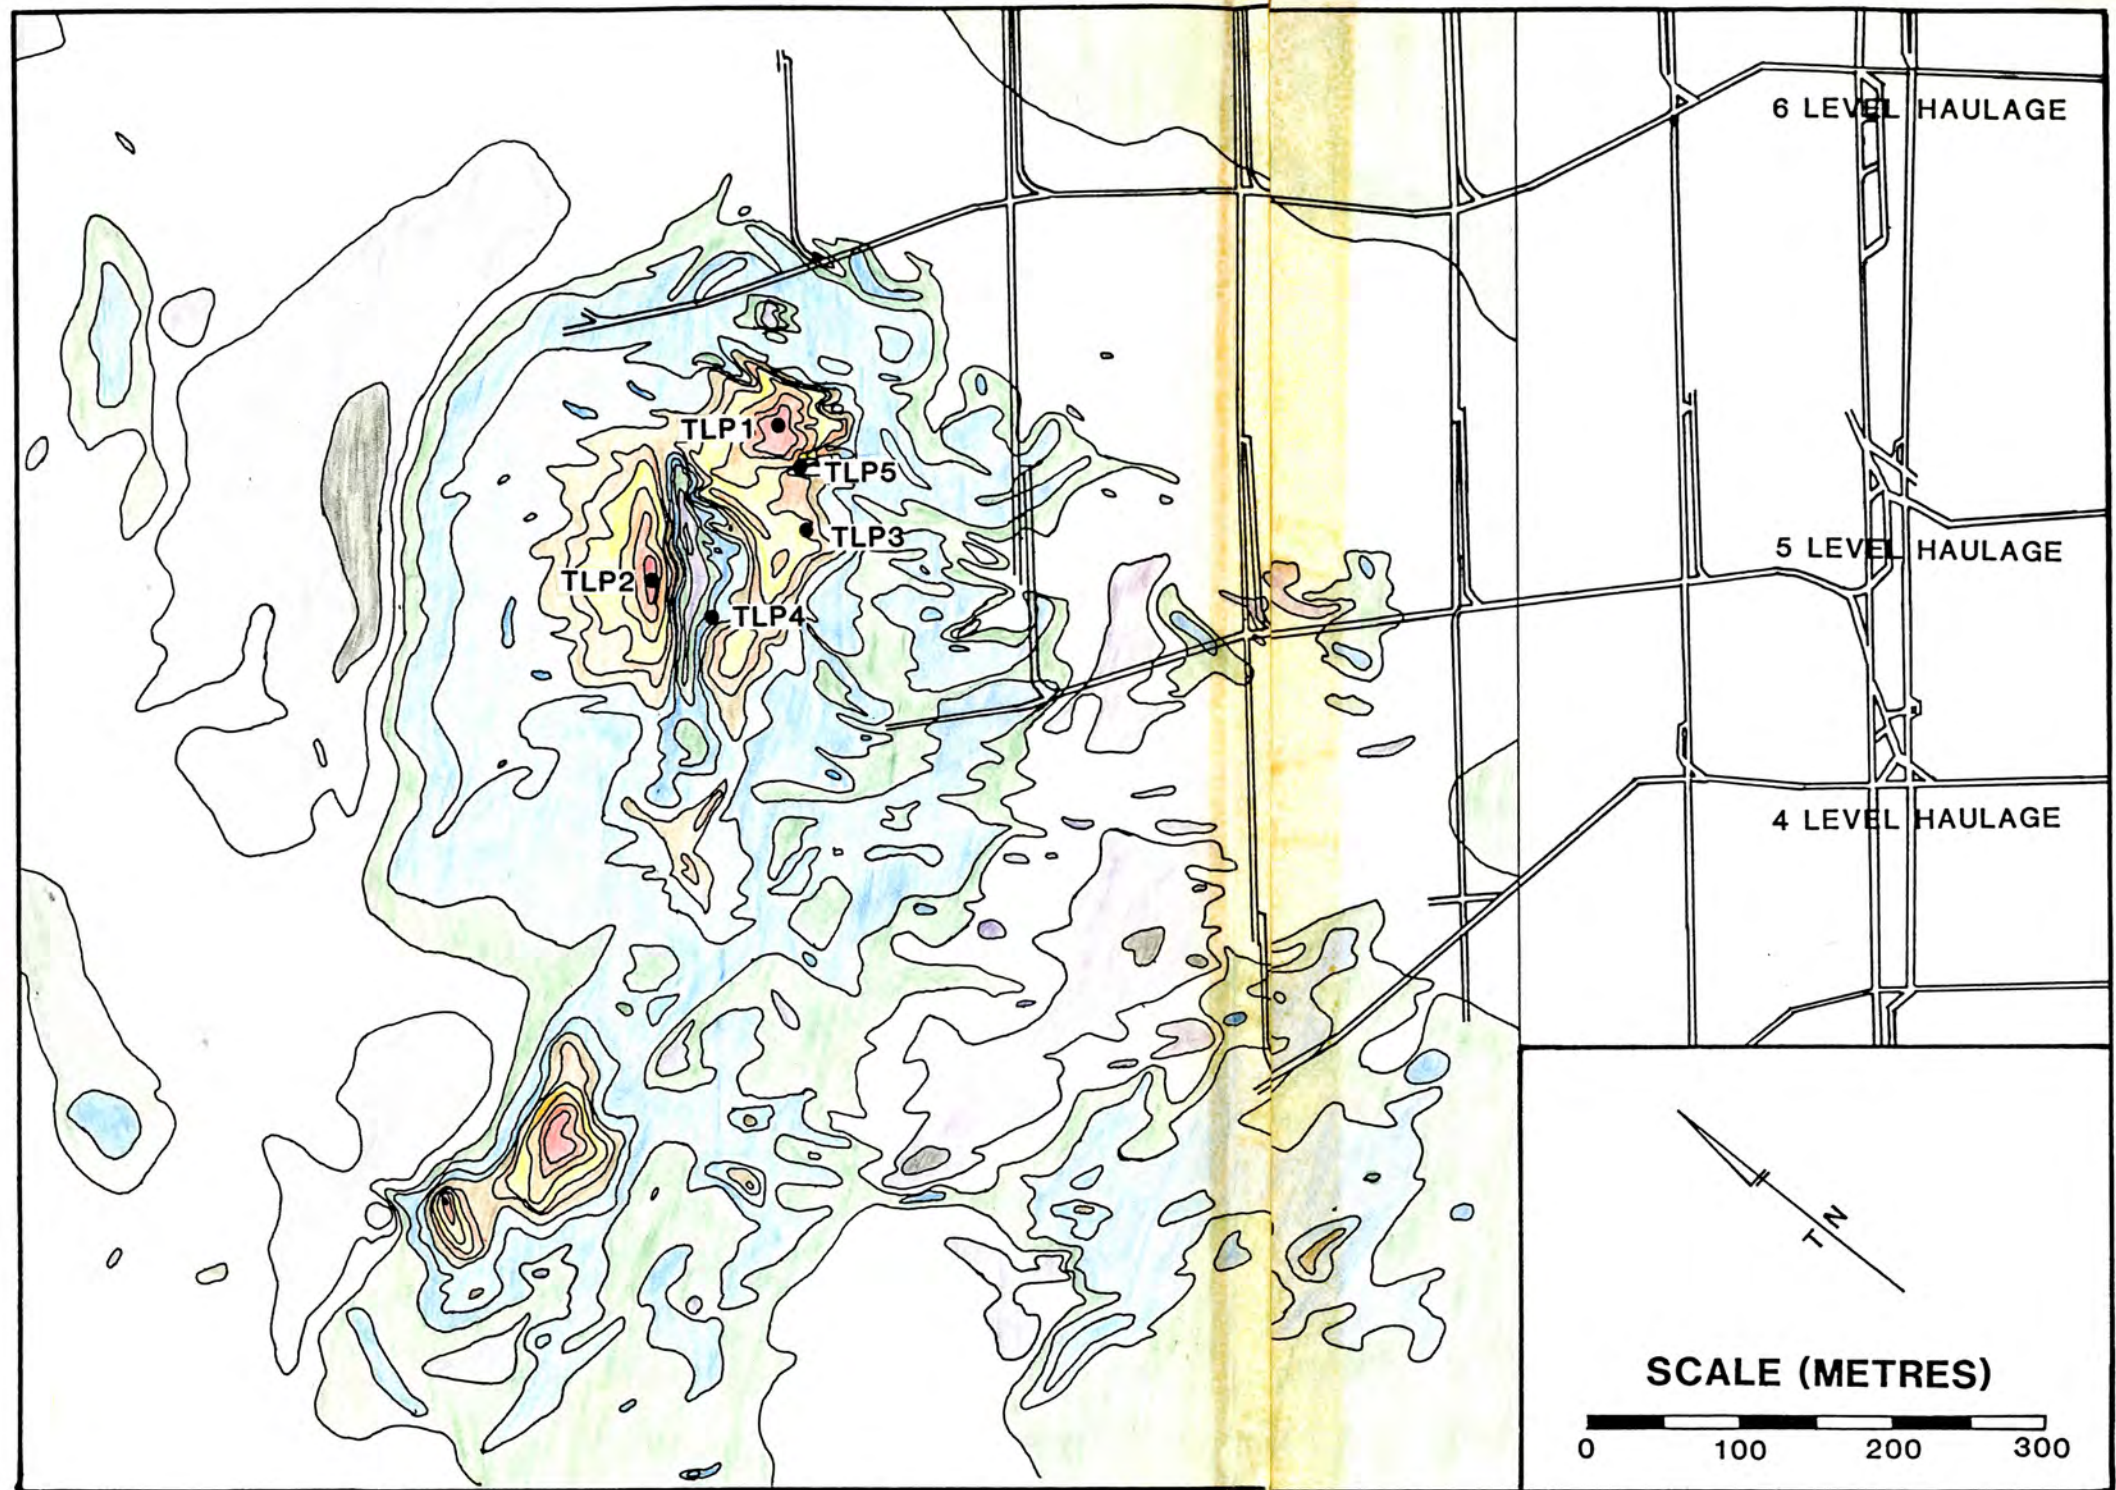 6 LEVEL HAULAGE
TLP1
TLP5
TLP3
5 LEVEL HAULAGE
TLP2
TLP4
4 LEVEL HAULAGE
T N
SCALE (METRES)
0 100 200 300